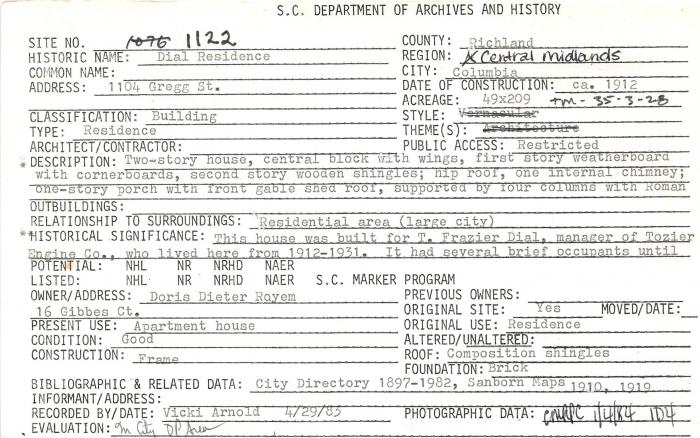 S.C. DEPARTMENT OF ARCHIVES AND HISTORY
SITE NO. 1076 1122 COUNTY: Richland
HISTORIC NAME: Dial Residence REGION: Central Midlands
COMMON NAME: CITY: Columbia
ADDRESS: 1104 Gregg St. DATE OF CONSTRUCTION: ca. 1912
ACREAGE: 49x209 TM-35-3-28
CLASSIFICATION: Building STYLE: Vernacular
TYPE: Residence THEME(S): Architecture
ARCHITECT/CONTRACTOR: PUBLIC ACCESS: Restricted
*DESCRIPTION: Two-story house, central block with wings, first story weatherboard
with cornerboards, second story wooden shingles; hip roof, one internal chimney;
one-story porch with front gable shed roof, supported by four columns with Roman
OUTBUILDINGS:
RELATIONSHIP TO SURROUNDINGS: Residential area (large city)
*HISTORICAL SIGNIFICANCE: This house was built for T. Frazier Dial, manager of Tozier
Engine Co., who lived here from 1912-1931. It had several brief occupants until
POTENTIAL: NHL NR NRHD NAER
LISTED: NHL NR NRHD NAER S.C. MARKER PROGRAM
OWNER/ADDRESS: Doris Dieter Royem PREVIOUS OWNERS:
16 Gibbes Ct. ORIGINAL SITE: Yes MOVED/DATE:
PRESENT USE: Apartment house ORIGINAL USE: Residence
CONDITION: Good ALTERED/UNALTERED:
CONSTRUCTION: Frame ROOF: Composition shingles
FOUNDATION: Brick
BIBLIOGRAPHIC & RELATED DATA: City Directory 1897-1982, Sanborn Maps 1910, 1919
INFORMANT/ADDRESS:
RECORDED BY/DATE: Vicki Arnold 4/29/83 PHOTOGRAPHIC DATA: CMRPC 1/4/84 1D4
EVALUATION: In City